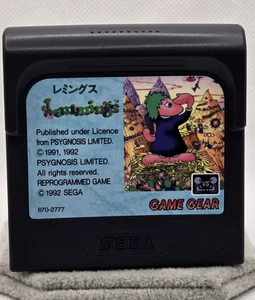 レミングス
Lemmings
Published under Licence
from PSYGNOSIS LIMITED.
©1991, 1992
PSYGNOSIS LIMITED.
All rights reserved.
REPROGRAMMED GAME
©1992 SEGA
670-2777
VS
GAME GEAR
SEGA